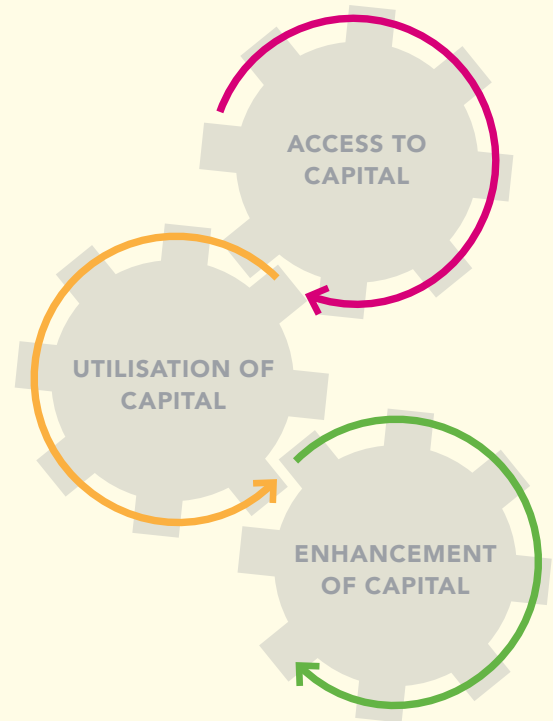 ACCESS TO
CAPITAL
UTILISATION OF
CAPITAL
ENHANCEMENT
OF CAPITAL